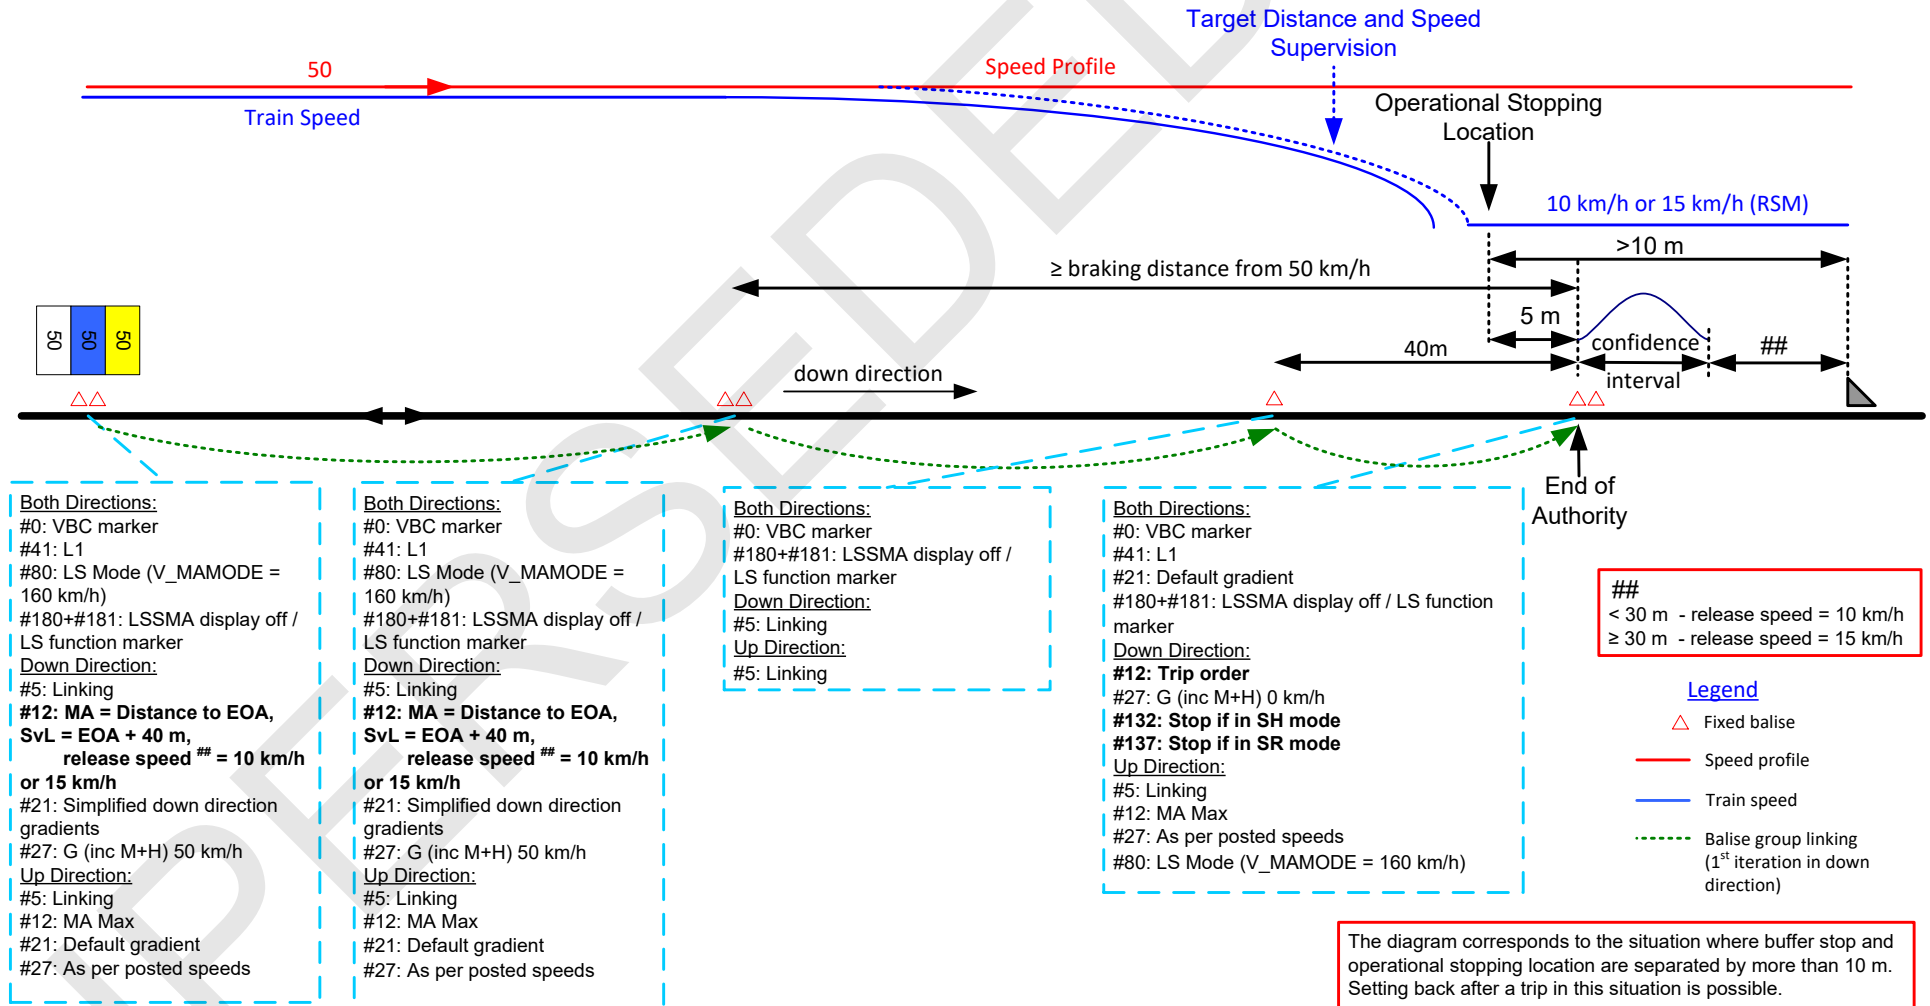 Target Distance and Speed
Supervision
50
Speed Profile
Train Speed
Operational Stopping
Location
10 km/h or 15 km/h (RSM)
>10 m
≥ braking distance from 50 km/h
5 m
40m
confidence
interval
##
50
50
50
down direction
End of
Authority
Both Directions:
#0: VBC marker
#41: L1
#80: LS Mode (V_MAMODE =
160 km/h)
#180+#181: LSSMA display off /
LS function marker
Down Direction:
#5: Linking
#12: MA = Distance to EOA,
SvL = EOA + 40 m,
release speed ## = 10 km/h
or 15 km/h
#21: Simplified down direction
gradients
#27: G (inc M+H) 50 km/h
Up Direction:
#5: Linking
#12: MA Max
#21: Default gradient
#27: As per posted speeds
Both Directions:
#0: VBC marker
#41: L1
#80: LS Mode (V_MAMODE =
160 km/h)
#180+#181: LSSMA display off /
LS function marker
Down Direction:
#5: Linking
#12: MA = Distance to EOA,
SvL = EOA + 40 m,
release speed ## = 10 km/h
or 15 km/h
#21: Simplified down direction
gradients
#27: G (inc M+H) 50 km/h
Up Direction:
#5: Linking
#12: MA Max
#21: Default gradient
#27: As per posted speeds
Both Directions:
#0: VBC marker
#180+#181: LSSMA display off /
LS function marker
Down Direction:
#5: Linking
Up Direction:
#5: Linking
Both Directions:
#0: VBC marker
#41: L1
#21: Default gradient
#180+#181: LSSMA display off / LS function
marker
Down Direction:
#12: Trip order
#27: G (inc M+H) 0 km/h
#132: Stop if in SH mode
#137: Stop if in SR mode
Up Direction:
#5: Linking
#12: MA Max
#27: As per posted speeds
#80: LS Mode (V_MAMODE = 160 km/h)
##
< 30 m - release speed = 10 km/h
≥ 30 m - release speed = 15 km/h
Legend
Fixed balise
Speed profile
Train speed
Balise group linking
(1st iteration in down
direction)
The diagram corresponds to the situation where buffer stop and
operational stopping location are separated by more than 10 m.
Setting back after a trip in this situation is possible.
PERSEDED